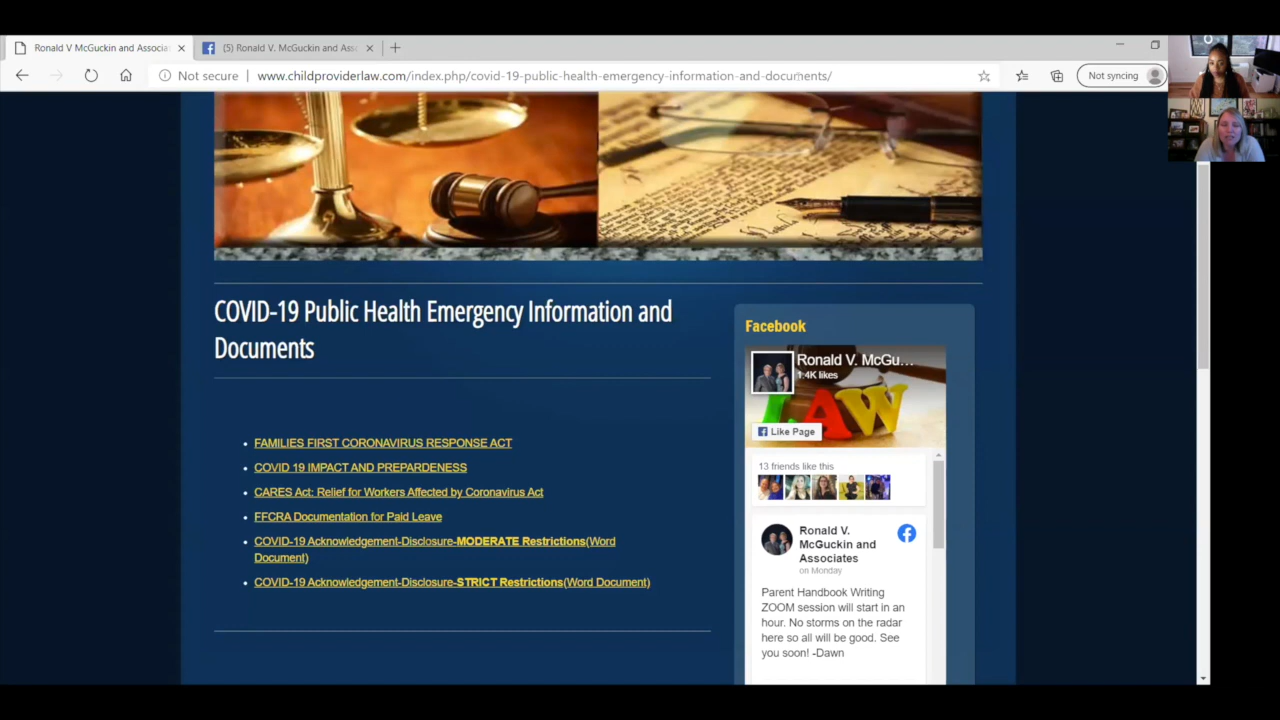 Ronald V McGuckin and Associa
(5) Ronald V. McGuckin and Ass
Not secure
www.childproviderlaw.com/index.php/covid-19-public-health-emergency-information-and-documents/
Not syncing
COVID-19 Public Health Emergency Information and
Documents
FAMILIES FIRST CORONAVIRUS RESPONSE ACT
COVID 19 IMPACT AND PREPARDENESS
CARES Act: Relief for Workers Affected by Coronavirus Act
FFCRA Documentation for Paid Leave
COVID-19 Acknowledgement-Disclosure-MODERATE Restrictions(Word
Document)
COVID-19 Acknowledgement-Disclosure-STRICT Restrictions(Word Document)
Facebook
Ronald V. McGu...
1.4K likes
LAW
Like Page
13 friends like this
Ronald V.
McGuckin and
Associates
on Monday
Parent Handbook Writing
ZOOM session will start in an
hour. No storms on the radar
here so all will be good. See
you soon! -Dawn